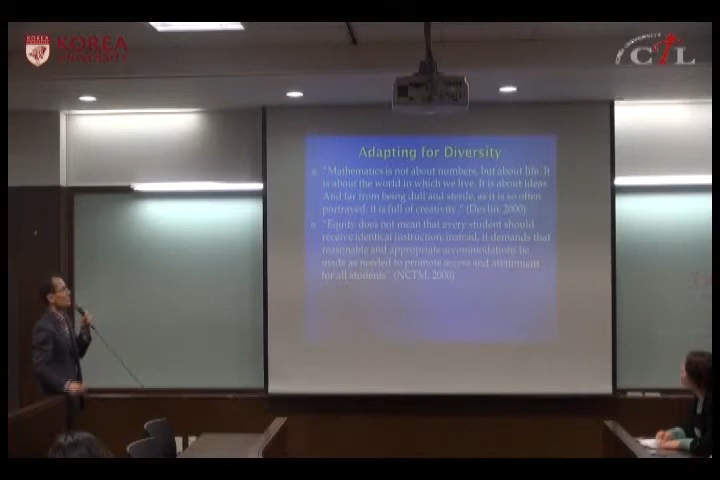 KOREA
UNIVERSITY
CTL
Adapting for Diversity
"Mathematics is not about numbers, but about life. It
is about the world in which we live. It is about ideas.
And far from being dull and sterile, as it is so often
portrayed, it is full of creativity." (Devlin, 2000)
"Equity does not mean that every student should
receive identical instruction; instead, it demands that
reasonable and appropriate accommodations be
made as needed to promote access and attainment
for all students" (NCTM, 2000)